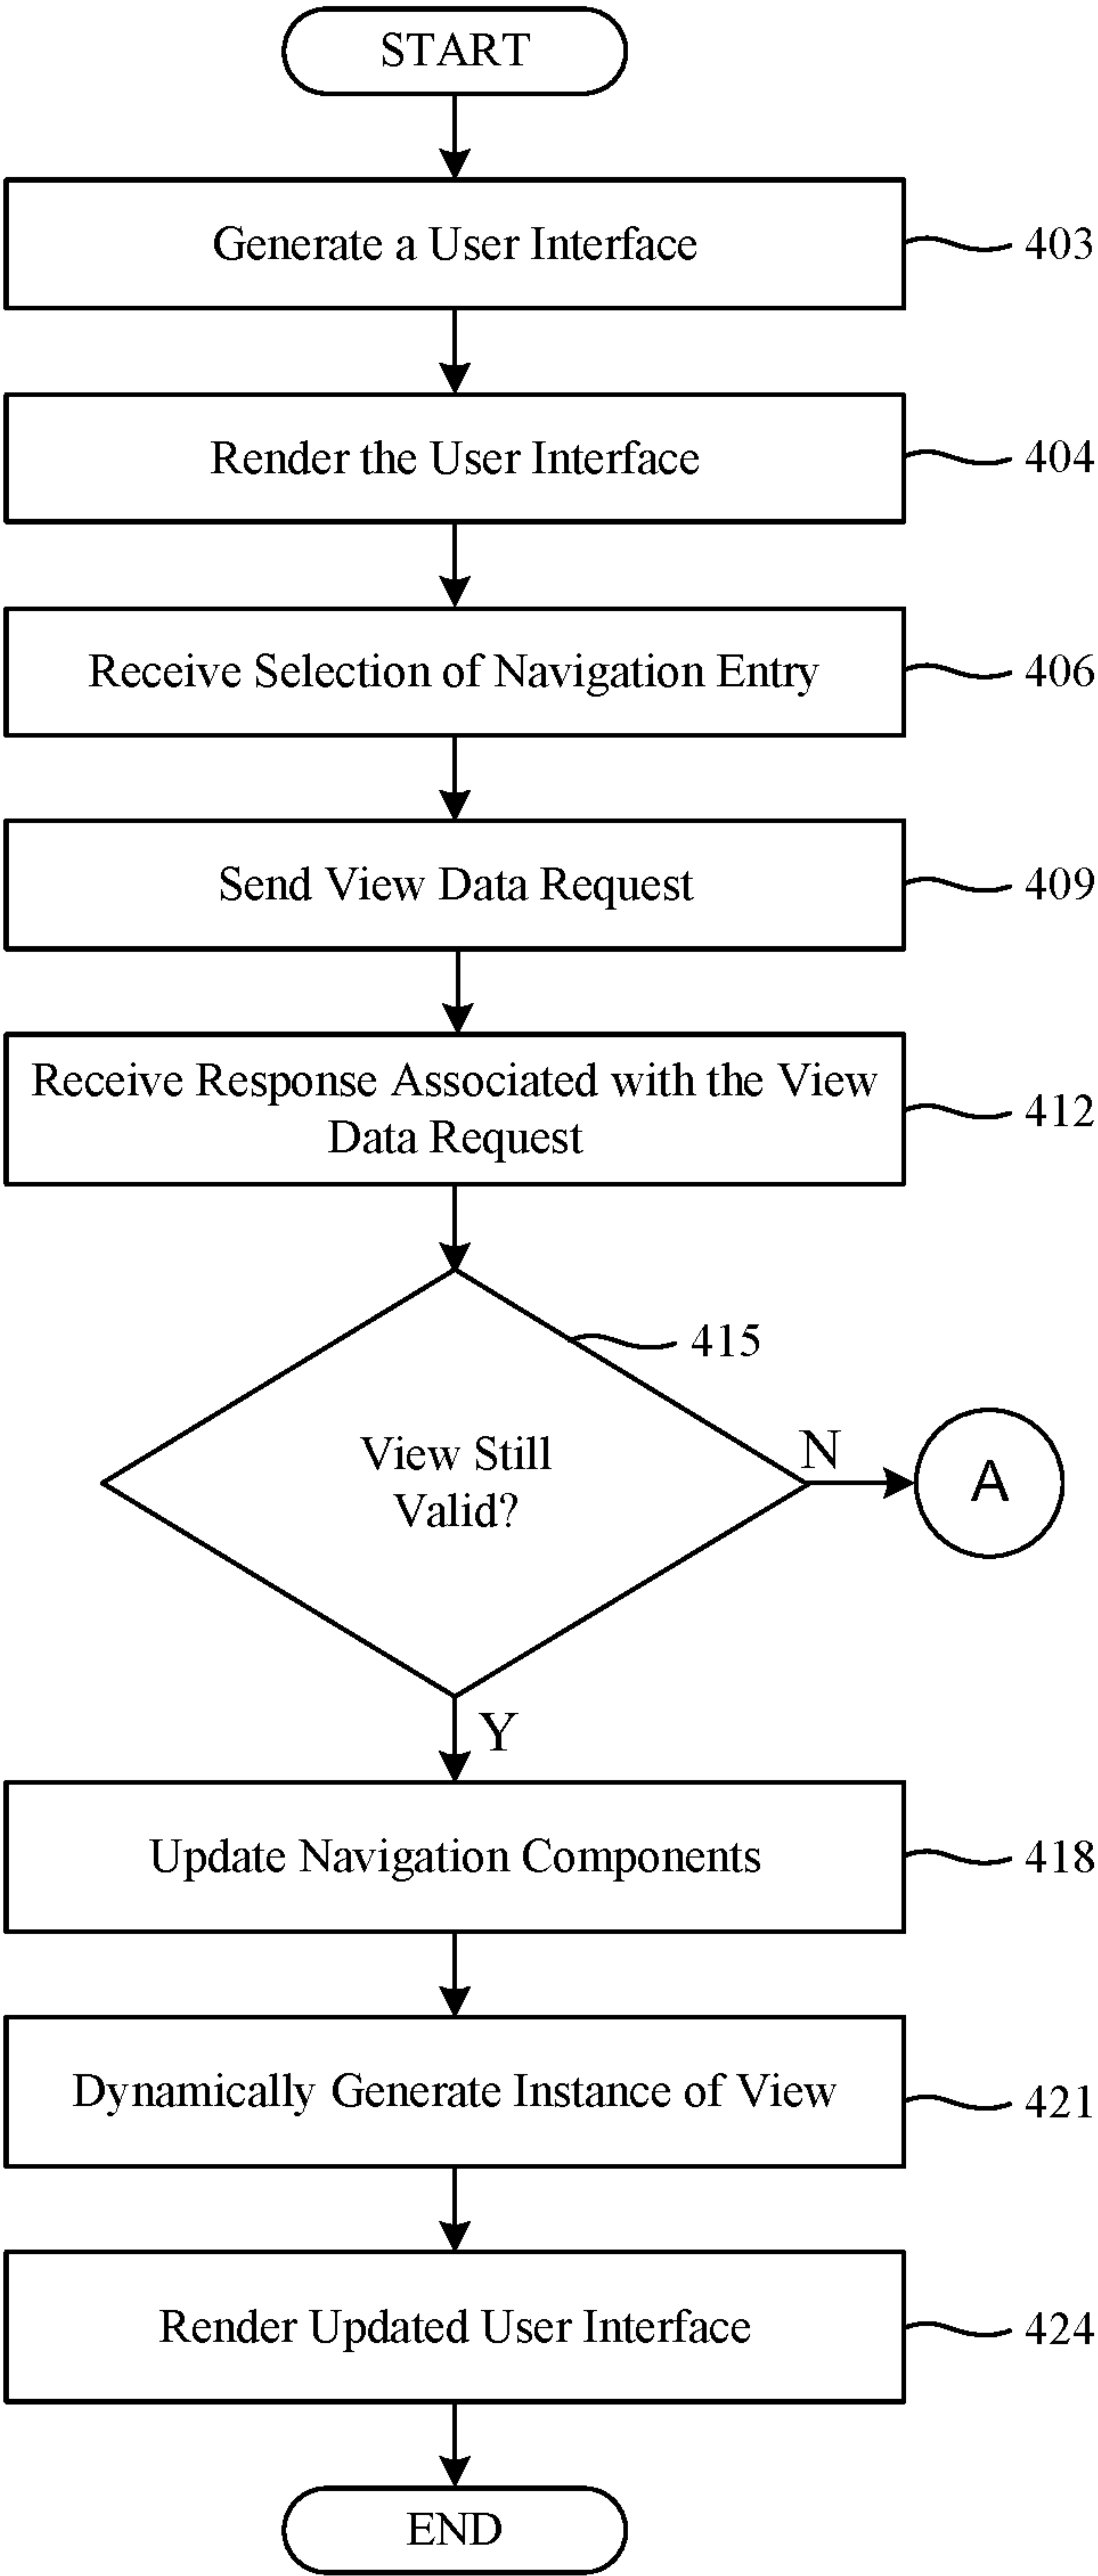 START
Generate a User Interface
403
Render the User Interface
404
Receive Selection of Navigation Entry
406
Send View Data Request
409
Receive Response Associated with the View
Data Request
412
415
View Still
Valid?
N
A
Y
Update Navigation Components
418
Dynamically Generate Instance of View
421
Render Updated User Interface
424
END